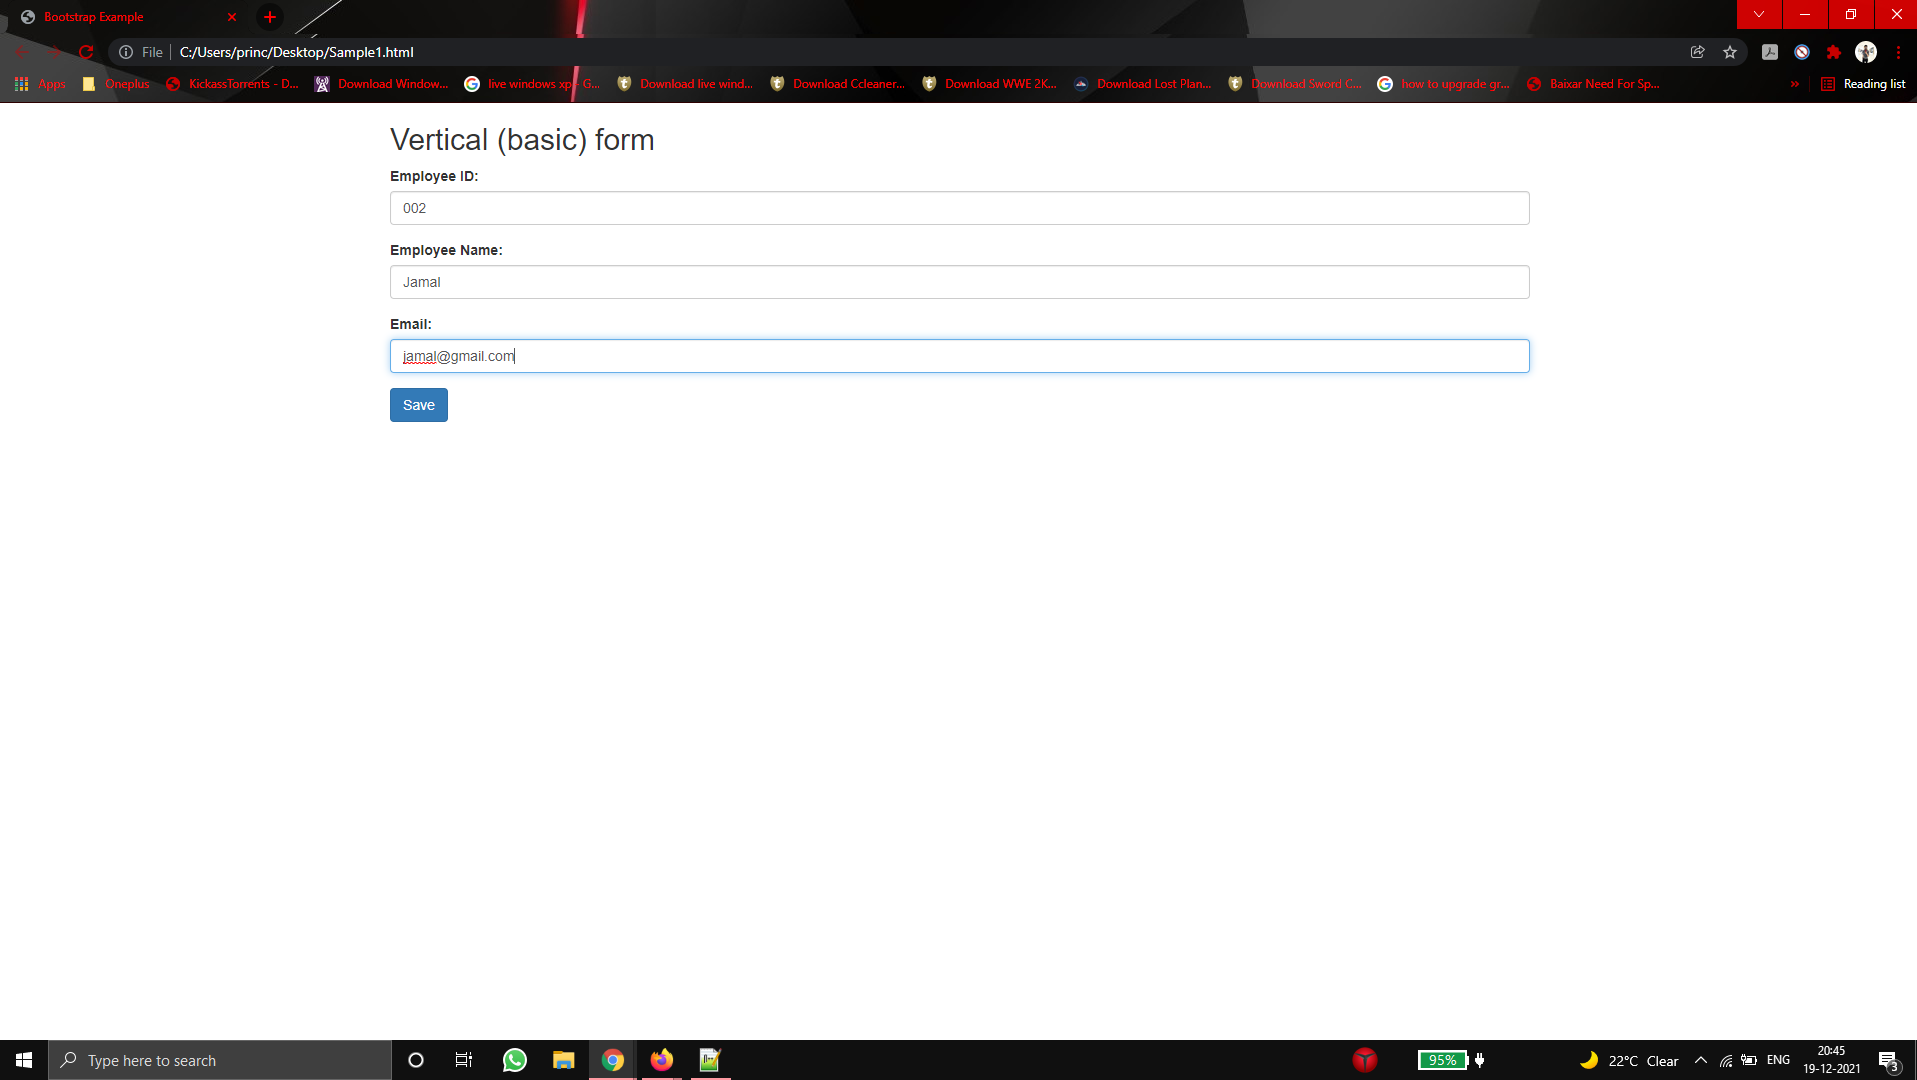 Bootstrap Example
File C:/Users/princ/Desktop/Sample1.html
Apps Oneplus KickassTorrents - D... Download Window... live windows xp - G... Download live wind... Download Ccleaner... Download WWE 2K... Download Lost Plan... Download Sword C... how to upgrade gr... Baixar Need For Sp... » Reading list
Vertical (basic) form
Employee ID:
002
Employee Name:
Jamal
Email:
jamal@gmail.com
Save
Type here to search 95% 22°C Clear ENG 20:45
19-12-2021 3